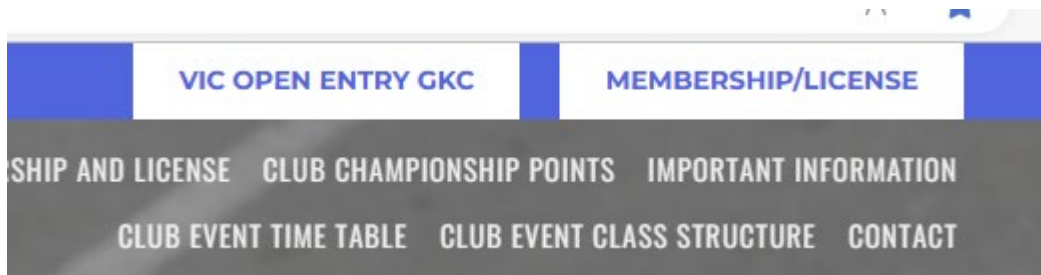 VIC OPEN ENTRY GKC MEMBERSHIP/LICENSE
AND LICENSE CLUB CHAMPIONSHIP POINTS IMPORTANT INFORMATION
CLUB EVENT TIME TABLE CLUB EVENT CLASS STRUCTURE CONTACT